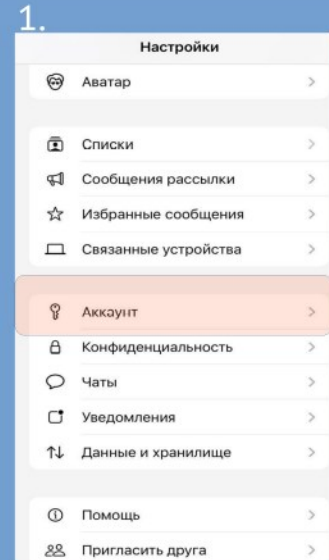 1.
Настройки
Аватар
Списки
Сообщения рассылки
Избранные сообщения
Связанные устройства
Аккаунт
Конфиденциальность
Чаты
Уведомления
Данные и хранилище
Помощь
Пригласить друга